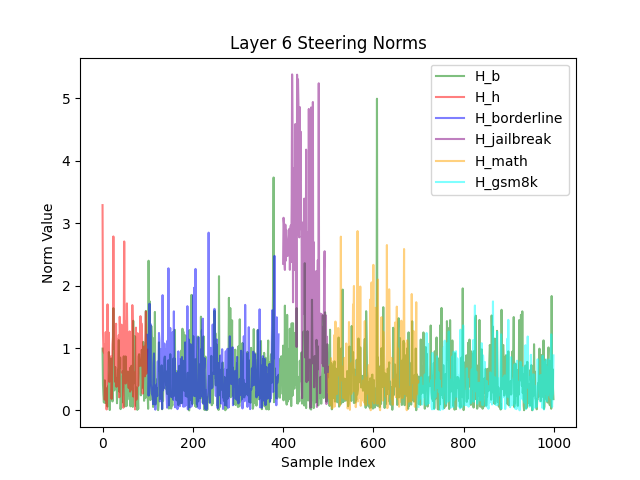 Layer 6 Steering Norms
H_b
H_h
H_borderline
H_jailbreak
H_math
H_gsm8k
Norm Value
5
4
3
2
1
0
0 200 400 600 800 1000
Sample Index